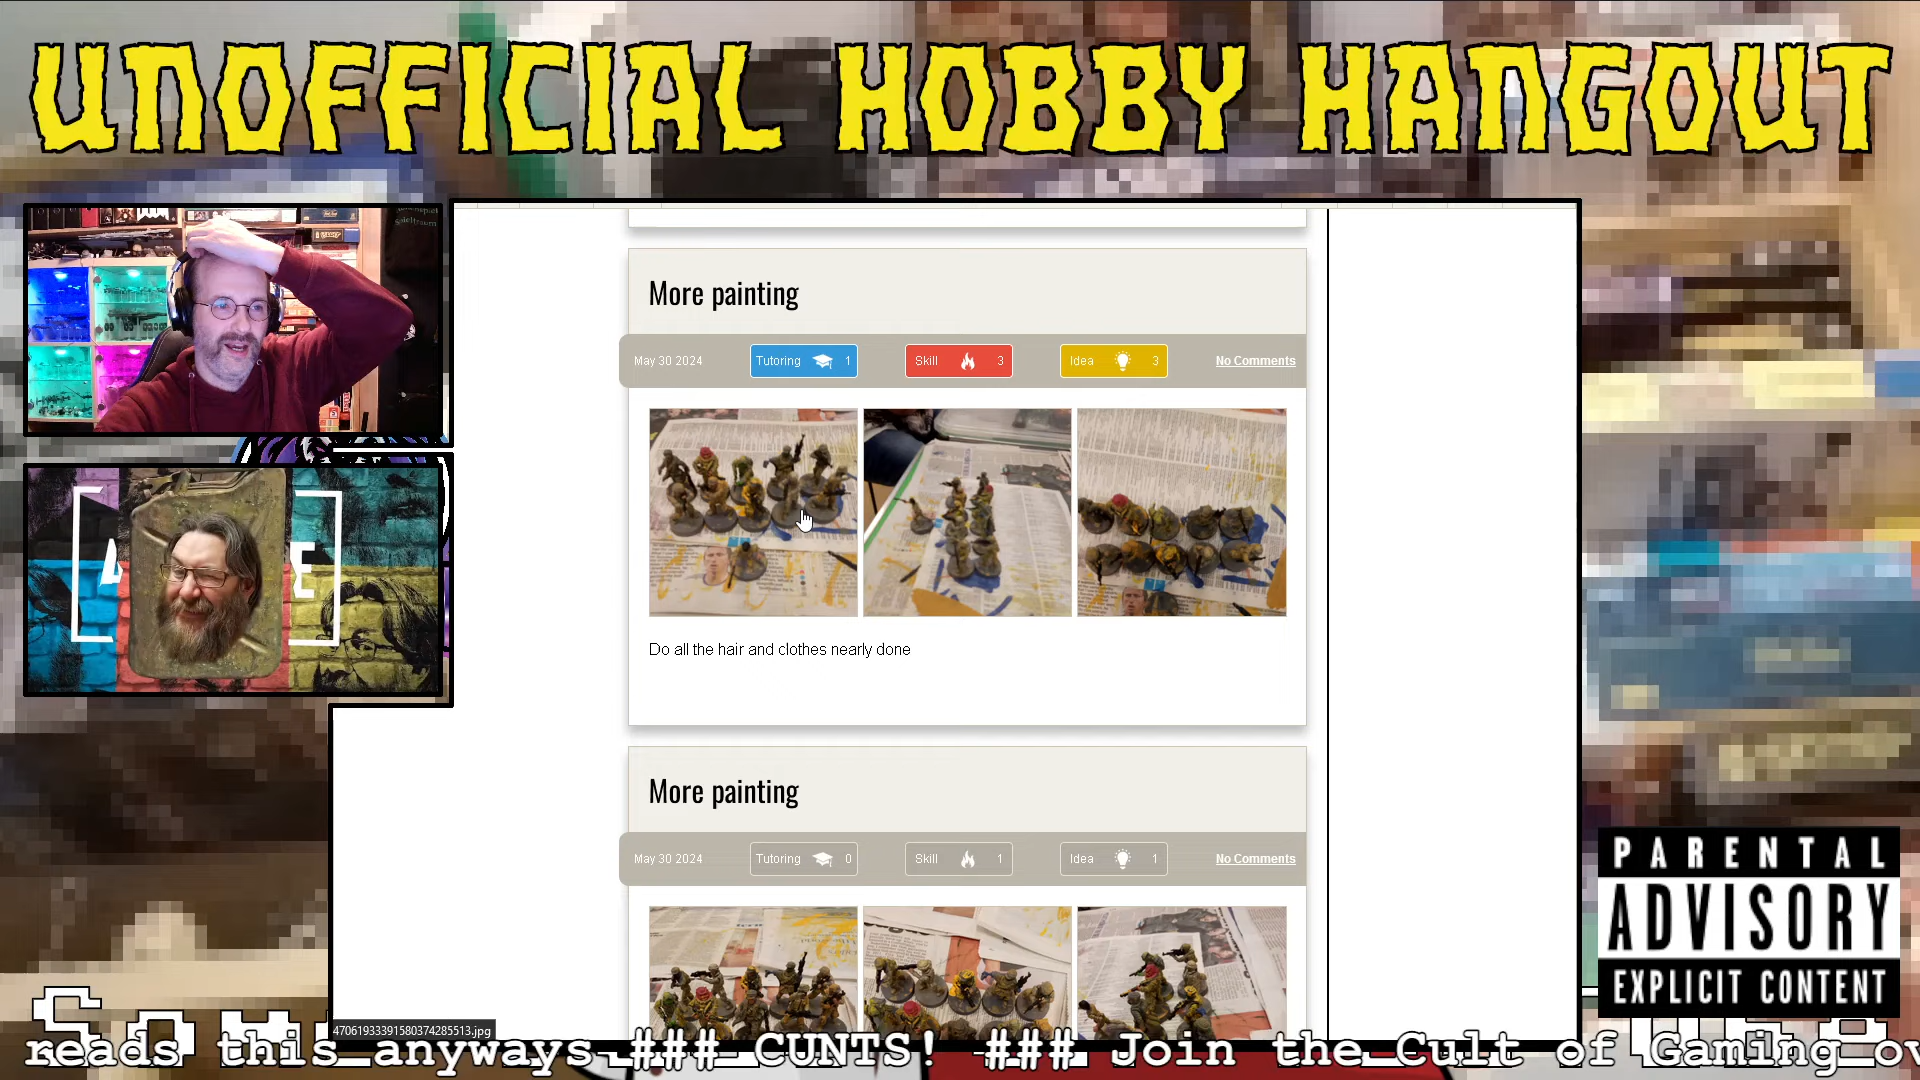 UNOFFICIAL HOBBY HANGOUT
More painting
May 30 2024 Tutoring 1 Skill 3 Idea 3 No Comments
Do all the hair and clothes nearly done
More painting
May 30 2024 Tutoring 0 Skill 1 Idea 1 No Comments
PARENTAL
ADVISORY
EXPLICIT CONTENT
47061933391580374285513.jpg
reads this anyways ### CUNTS! ### Join the Cult of Gaming ov